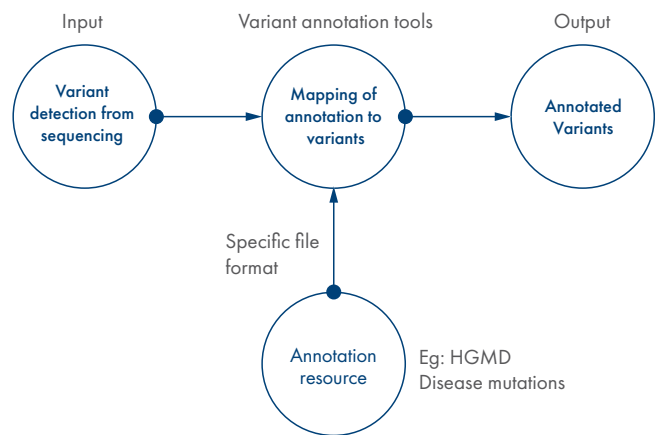 Input
Variant annotation tools
Output
Variant
detection from
sequencing
Mapping of
annotation to
variants
Annotated
Variants
Specific file
format
Annotation
resource
Eg: HGMD
Disease mutations